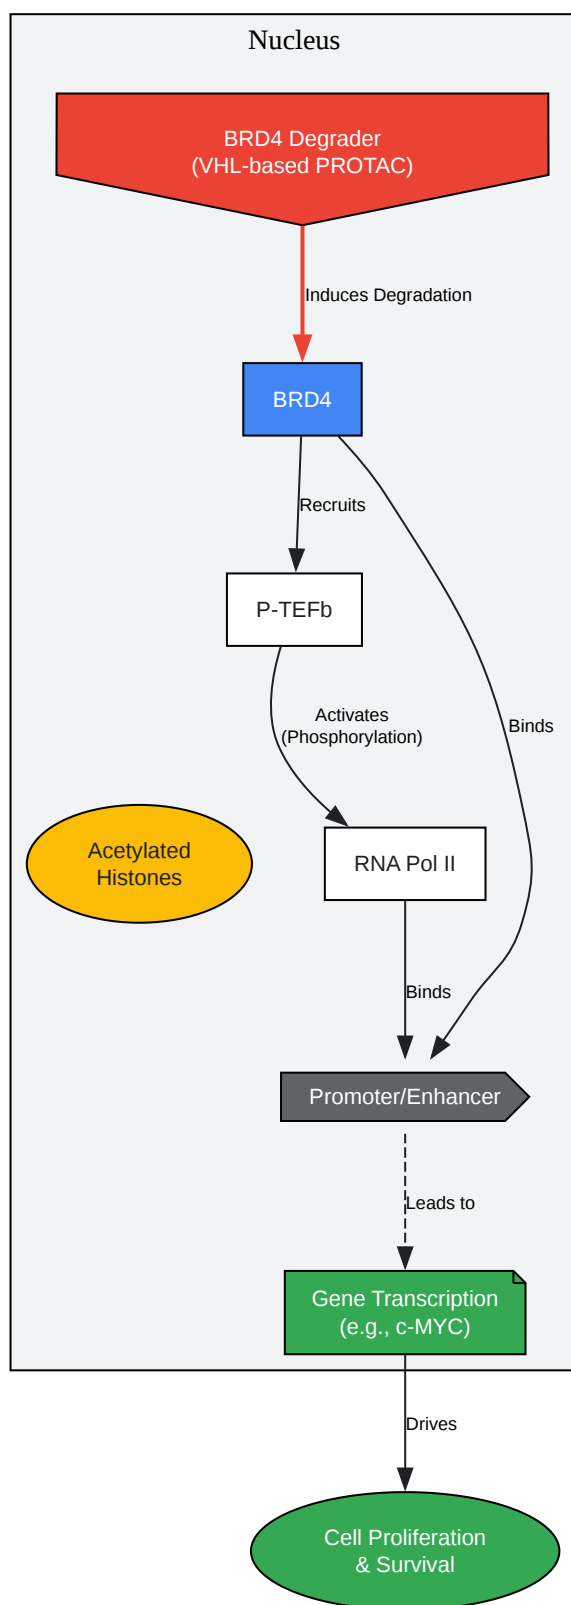 Nucleus
BRD4 Degrader
(VHL-based PROTAC)
Induces Degradation
BRD4
Recruits
P-TEFb
Activates
(Phosphorylation)
Binds
Acetylated
Histones
RNA Pol II
Binds
Promoter/Enhancer
Leads to
Gene Transcription
(e.g., c-MYC)
Drives
Cell Proliferation
& Survival